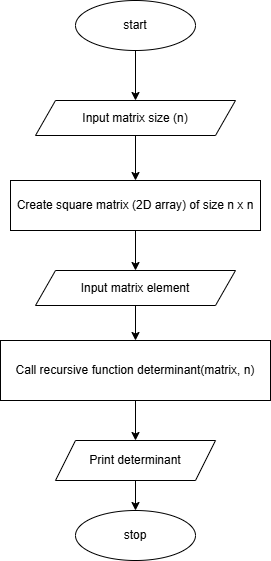 start
Input matrix size (n)
Create square matrix (2D array) of size n x n
Input matrix element
Call recursive function determinant(matrix, n)
Print determinant
stop